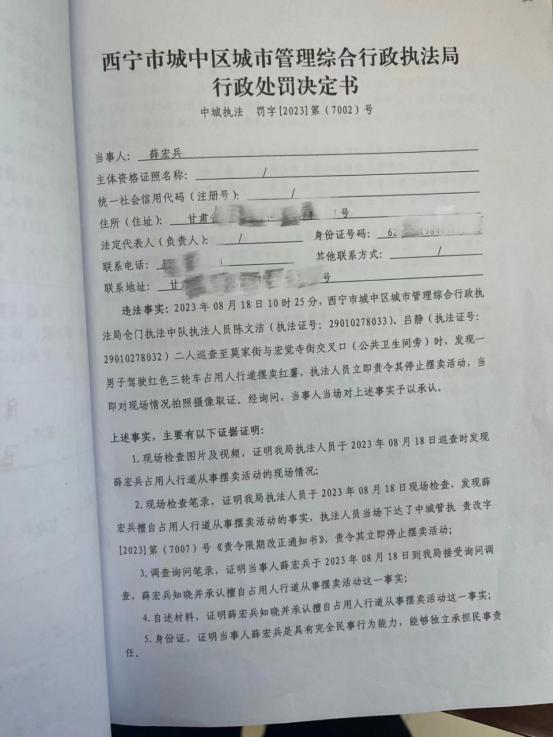 西宁市城中区城市管理综合行政执法局
行政处罚决定书
中城执法 罚字[2023]第（7002）号
当事人： 薛宏兵
主体资格证照名称： /
统一社会信用代码（注册号）： /
住所（住址）： 甘肃 号
法定代表人（负责人）： / 身份证号码： 62 198
联系电话： 其他联系方式： /
联系地址： 甘 号
违法事实：2023年08月18日10时25分，西宁市城中区城市管理综合行政执
法局仓门执法中队执法人员陈文洁（执法证号：29010278033）、吕静（执法证号：
29010278032）二人巡查至莫家街与宏觉寺街交叉口（公共卫生间旁）时，发现一
男子驾驶红色三轮车占用人行道摆卖红薯，执法人员立即责令其停止摆卖活动，当
即对现场情况拍照摄像取证。经询问，当事人当场对上述事实予以承认。
上述事实，主要有以下证据证明：
1.现场检查图片及视频，证明我局执法人员于2023年08月18日巡查时发现
薛宏兵占用人行道从事摆卖活动的现场情况；
2.现场检查笔录，证明我局执法人员于2023年08月18日现场检查，发现薛
宏兵擅自占用人行道从事摆卖活动的事实，执法人员当场下达了中城管执 责改字
[2023]第（7007）号《责令限期改正通知书》，责令其立即停止摆卖活动；
3.调查询问笔录，证明当事人薛宏兵于2023年08月18日到我局接受询问调
查，薛宏兵知晓并承认擅自占用人行道从事摆卖活动这一事实；
4.自述材料，证明薛宏兵知晓并承认擅自占用人行道从事摆卖活动这一事实；
5.身份证，证明当事人薛宏兵是具有完全民事行为能力，能够独立承担民事责
任。